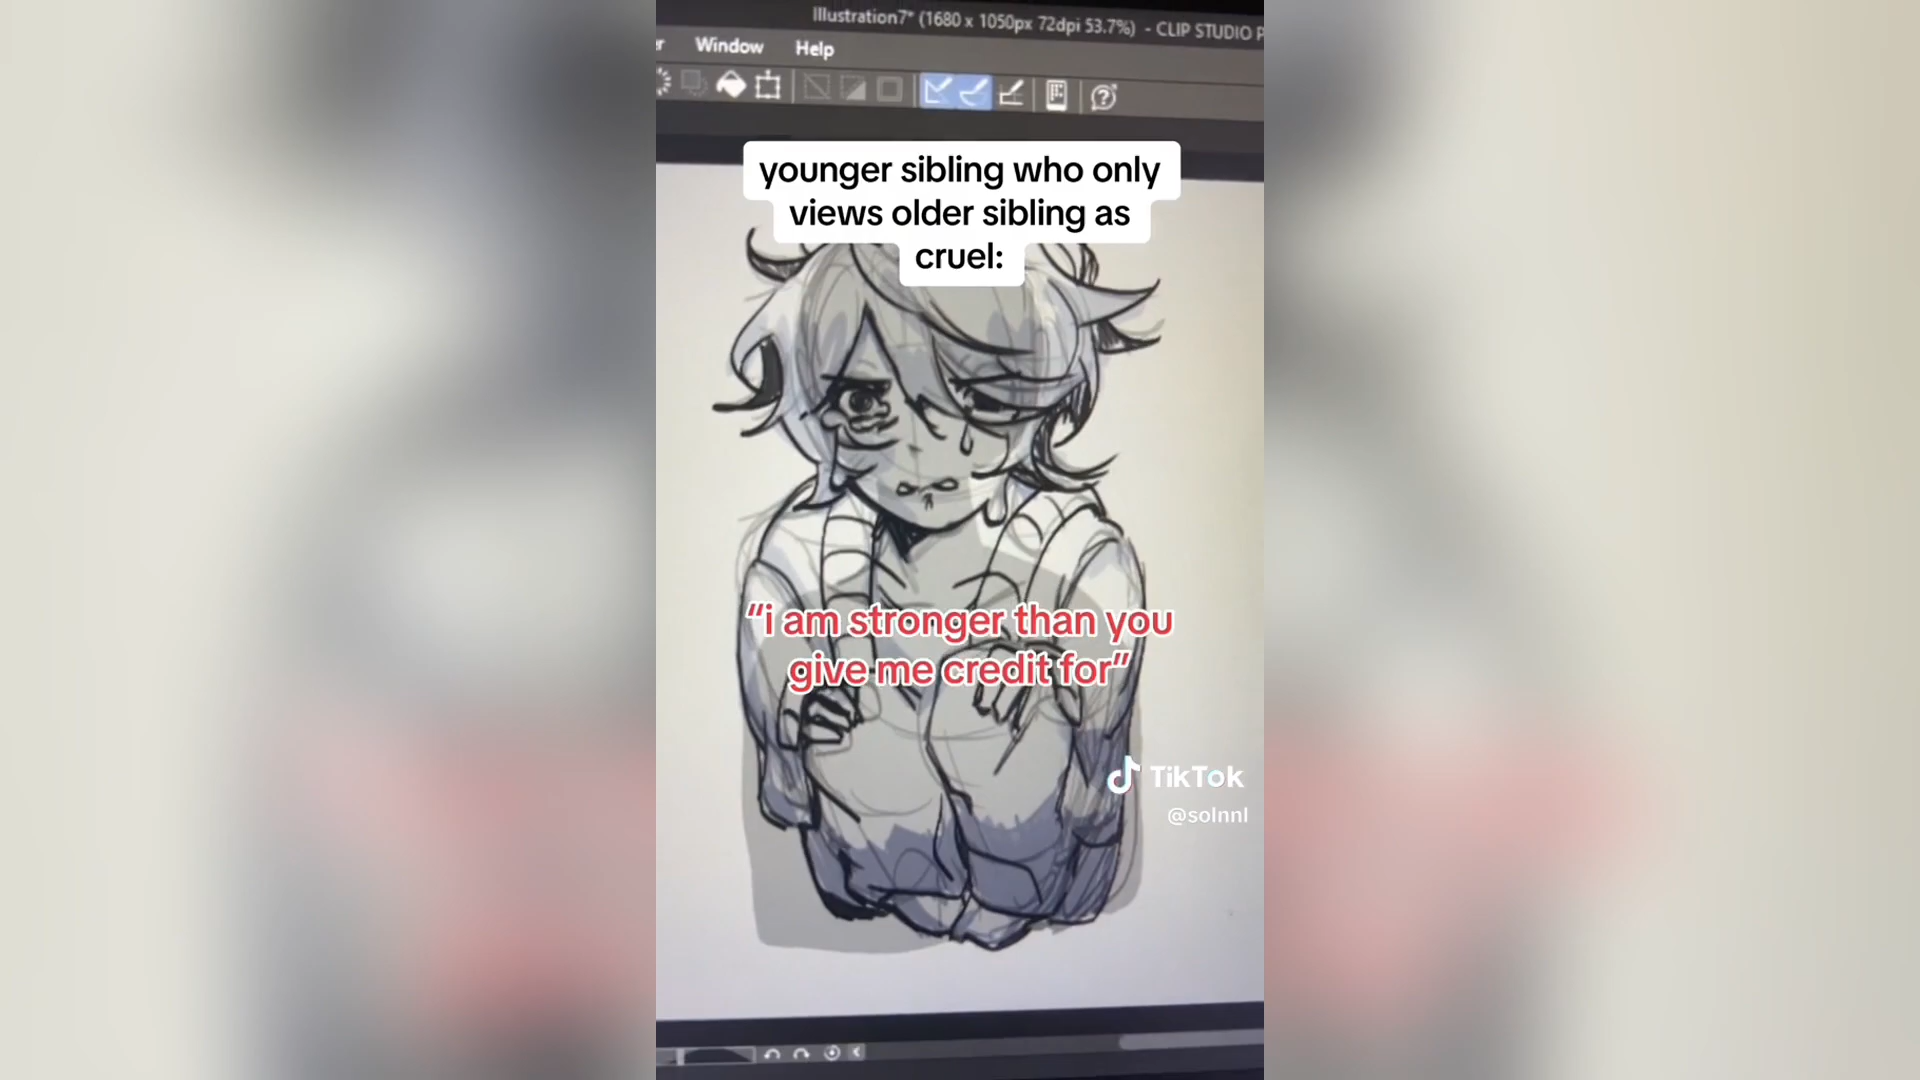 Illustration7* (1680 x 1050px 72dpi 53.7%) - CLIP STUDIO P
Window Help
younger sibling who only
views older sibling as
cruel:
“i am stronger than you
give me credit for”
TikTok
@solnnl